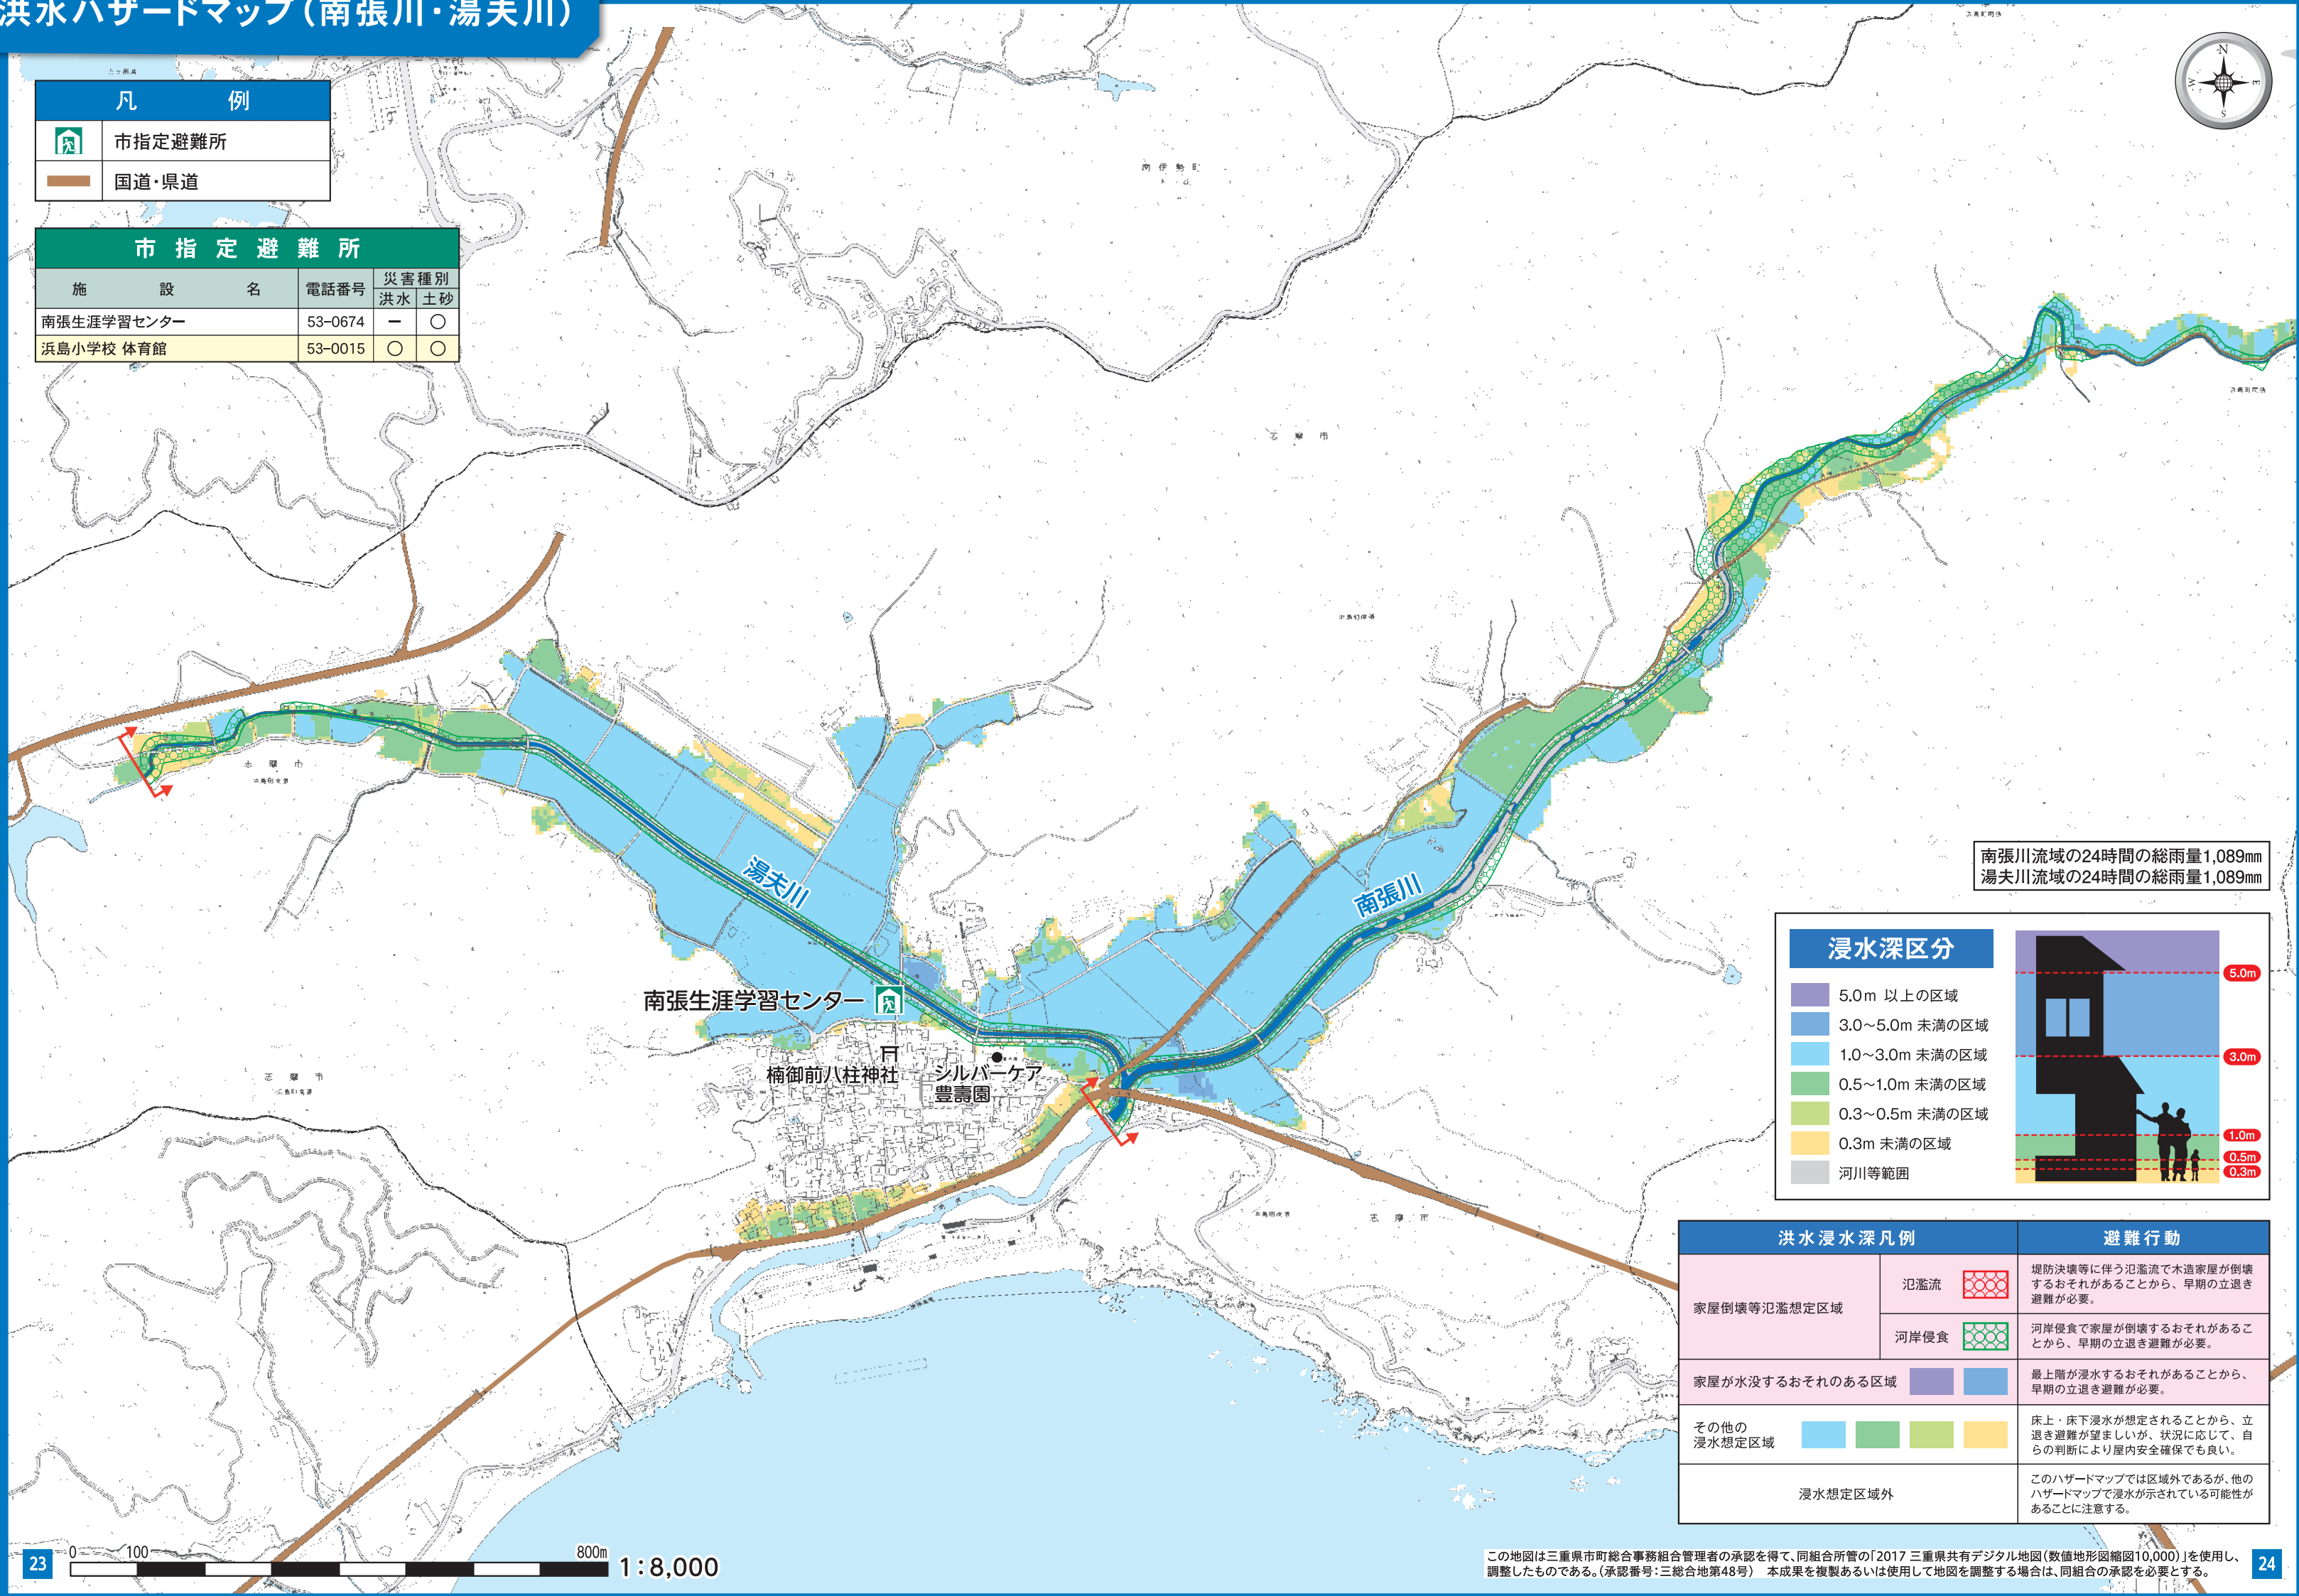 洪水ハザードマップ（南張川・湯夫川）
凡 例
市指定避難所
国道・県道
市指定避難所
施 設 名 電話番号 災害種別
洪水 土砂
南張生涯学習センター 53-0674 ー ○
浜島小学校 体育館 53-0015 ○ ○
N
E
S
W
南伊勢町
志摩市
志摩市
湯夫川
南張川
南張生涯学習センター
楠御前八柱神社
シルバーケア
豊壽園
志摩市
志摩市
南張川流域の24時間の総雨量1,089㎜
湯夫川流域の24時間の総雨量1,089㎜
浸水深区分
5.0m 以上の区域
3.0～5.0m 未満の区域
1.0～3.0m 未満の区域
0.5～1.0m 未満の区域
0.3～0.5m 未満の区域
0.3m 未満の区域
河川等範囲
5.0m
3.0m
1.0m
0.5m
0.3m
洪水浸水深凡例 避難行動
家屋倒壊等氾濫想定区域
氾濫流
堤防決壊等に伴う氾濫流で木造家屋が倒壊
するおそれがあることから、早期の立退き
避難が必要。
河岸侵食
河岸侵食で家屋が倒壊するおそれがあるこ
とから、早期の立退き避難が必要。
家屋が水没するおそれのある区域
最上階が浸水するおそれがあることから、
早期の立退き避難が必要。
その他の
浸水想定区域
床上・床下浸水が想定されることから、立
退き避難が望ましいが、状況に応じて、自
らの判断により屋内安全確保でも良い。
浸水想定区域外
このハザードマップでは区域外であるが、他の
ハザードマップで浸水が示されている可能性が
あることに注意する。
23
0 100 800m
1:8,000
この地図は三重県市町総合事務組合管理者の承認を得て、同組合所管の「2017 三重県共有デジタル地図（数値地形図縮図10,000）」を使用し、
調整したものである。（承認番号：三総合地第48号） 本成果を複製あるいは使用して地図を調整する場合は、同組合の承認を必要とする。
24